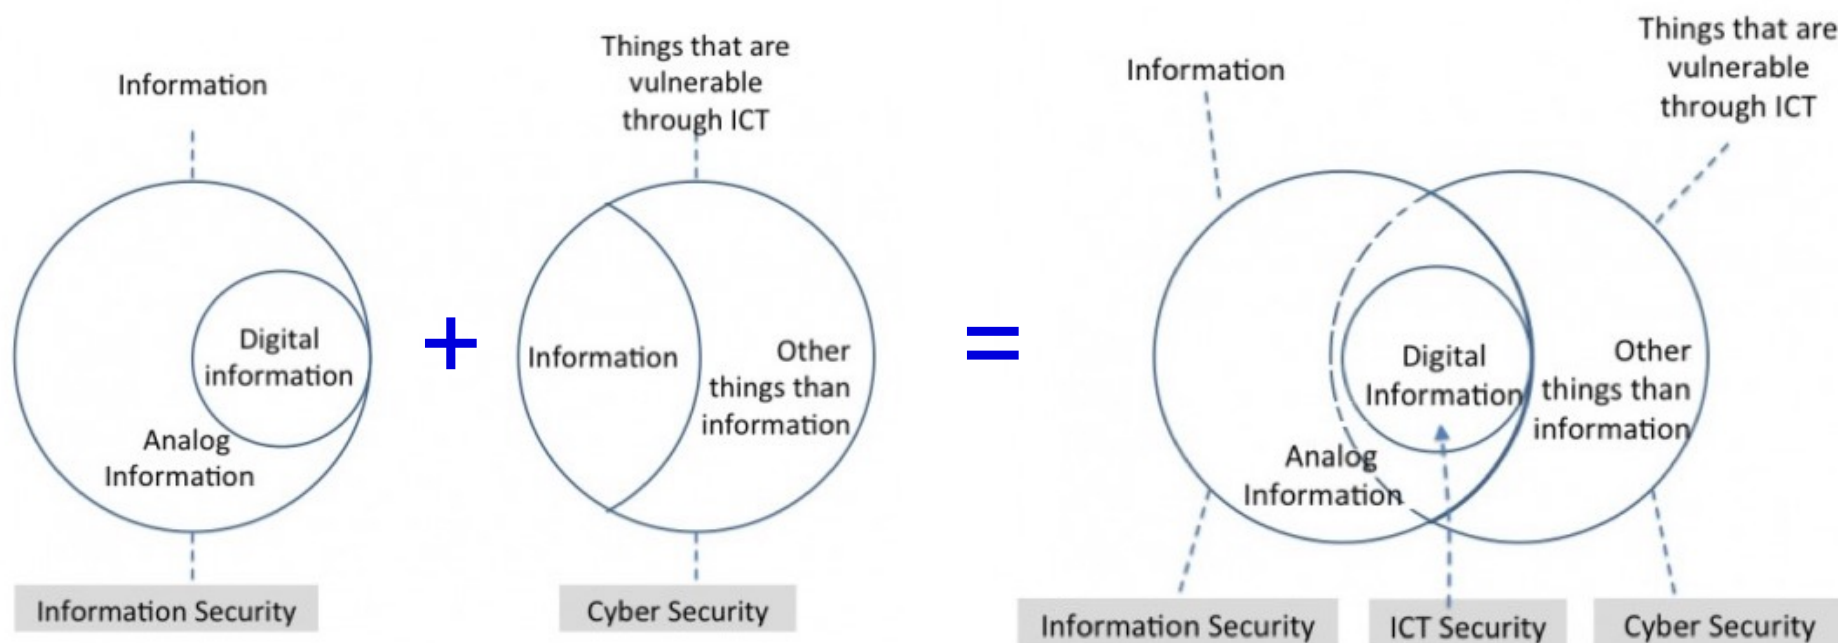 Information
Digital
information
Analog
Information
Information Security
+
Things that are
vulnerable
through ICT
Information
Other
things than
information
Cyber Security
=
Information
Things that are
vulnerable
through ICT
Digital
Information
Other
things than
information
Analog
Information
Information Security
ICT Security
Cyber Security